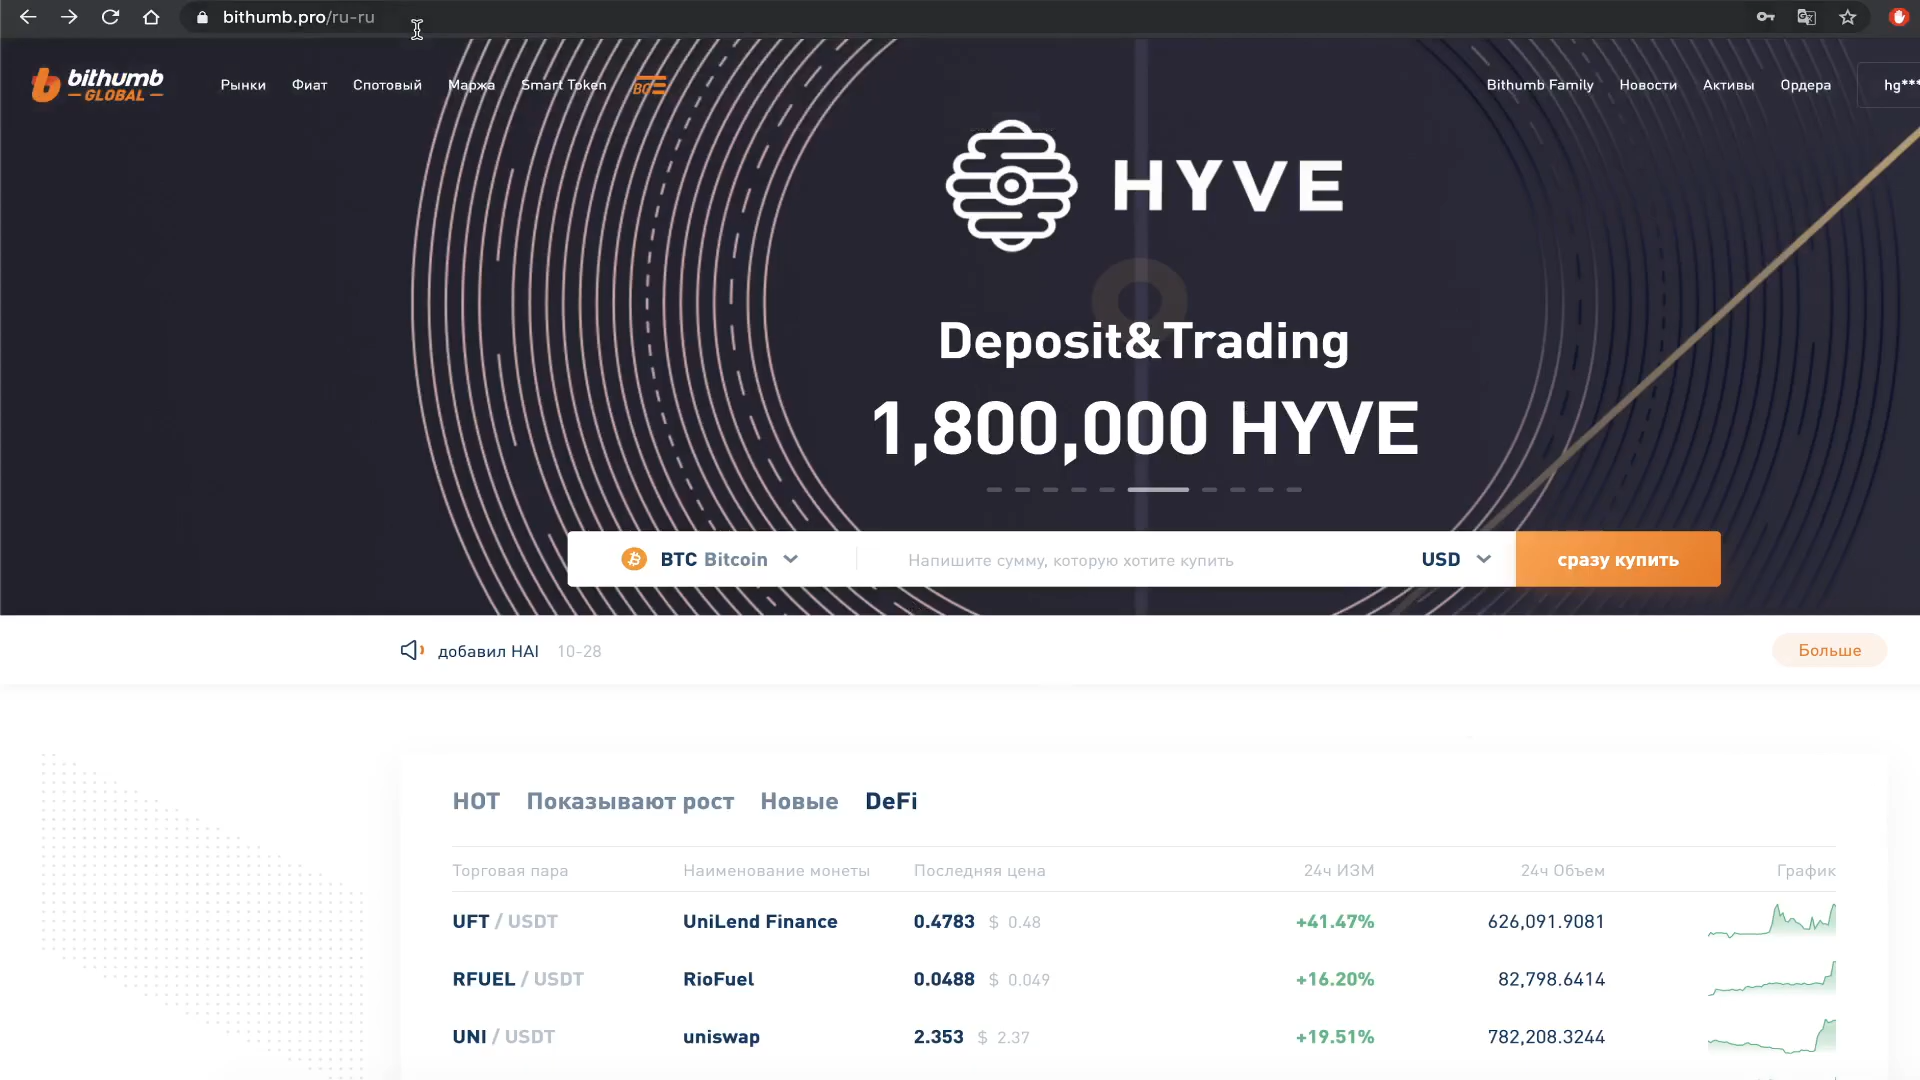 bithumb.pro/ru-ru
bithumb
GLOBAL
Рынки Фиат Спотовый Маржа Smart Token BG
Bithumb Family Новости Активы Ордера hg***
HYVE
Deposit&Trading
1,800,000 HYVE
BTC Bitcoin Напишите сумму, которую хотите купить USD сразу купить
добавил HAI 10-28 Больше
HOT Показывают рост Новые DeFi
Торговая пара Наименование монеты Последняя цена 24ч ИЗМ 24ч Объем График
UFT / USDT UniLend Finance 0.4783 $ 0.48 +41.47% 626,091.9081
RFUEL / USDT RioFuel 0.0488 $ 0.049 +16.20% 82,798.6414
UNI / USDT uniswap 2.353 $ 2.37 +19.51% 782,208.3244